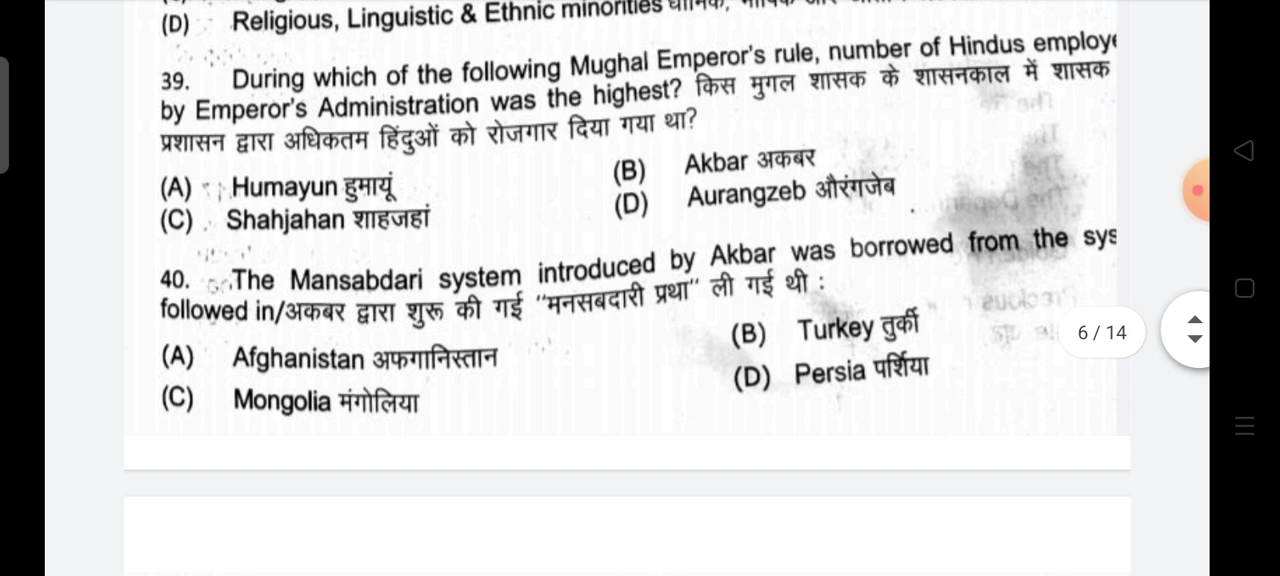 (D) Religious, Linguistic & Ethnic minorities
39. During which of the following Mughal Emperor's rule, number of Hindus employe
by Emperor's Administration was the highest? किस मुगल शासक के शासनकाल में शासक
प्रशासन द्वारा अधिकतम हिंदुओं को रोजगार दिया गया था?
(A) Humayun हुमायूं (B) Akbar अकबर
(C) Shahjahan शाहजहां (D) Aurangzeb औरंगजेब
40. The Mansabdari system introduced by Akbar was borrowed from the sys
followed in/अकबर द्वारा शुरू की गई "मनसबदारी प्रथा" ली गई थी :
(A) Afghanistan अफगानिस्तान (B) Turkey तुर्की
(C) Mongolia मंगोलिया (D) Persia पर्शिया
6 / 14